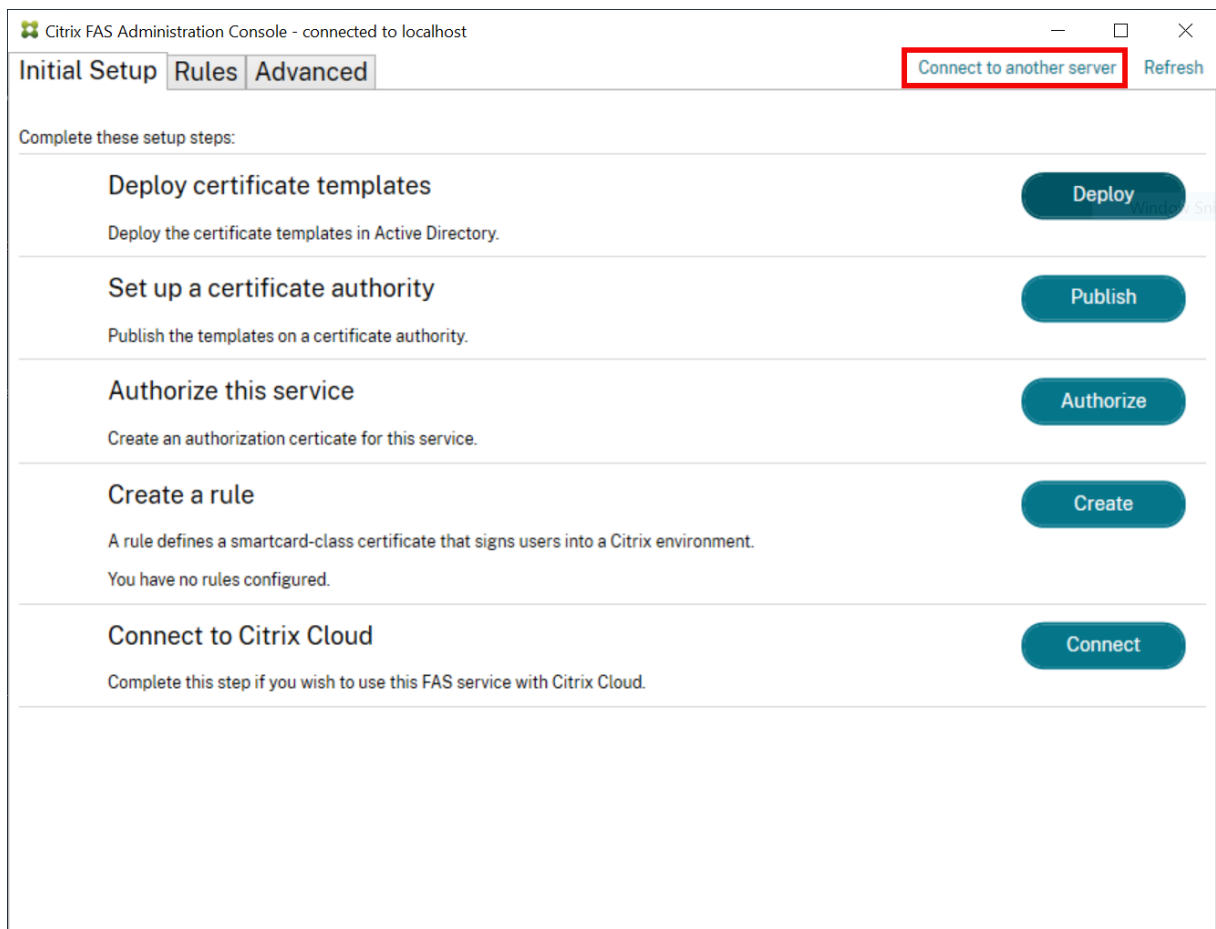 Citrix FAS Administration Console - connected to localhost
Initial Setup Rules Advanced Connect to another server Refresh
Complete these setup steps:
Deploy certificate templates
Deploy
Deploy the certificate templates in Active Directory.
Set up a certificate authority
Publish
Publish the templates on a certificate authority.
Authorize this service
Authorize
Create an authorization certicate for this service.
Create a rule
Create
A rule defines a smartcard-class certificate that signs users into a Citrix environment.
You have no rules configured.
Connect to Citrix Cloud
Connect
Complete this step if you wish to use this FAS service with Citrix Cloud.